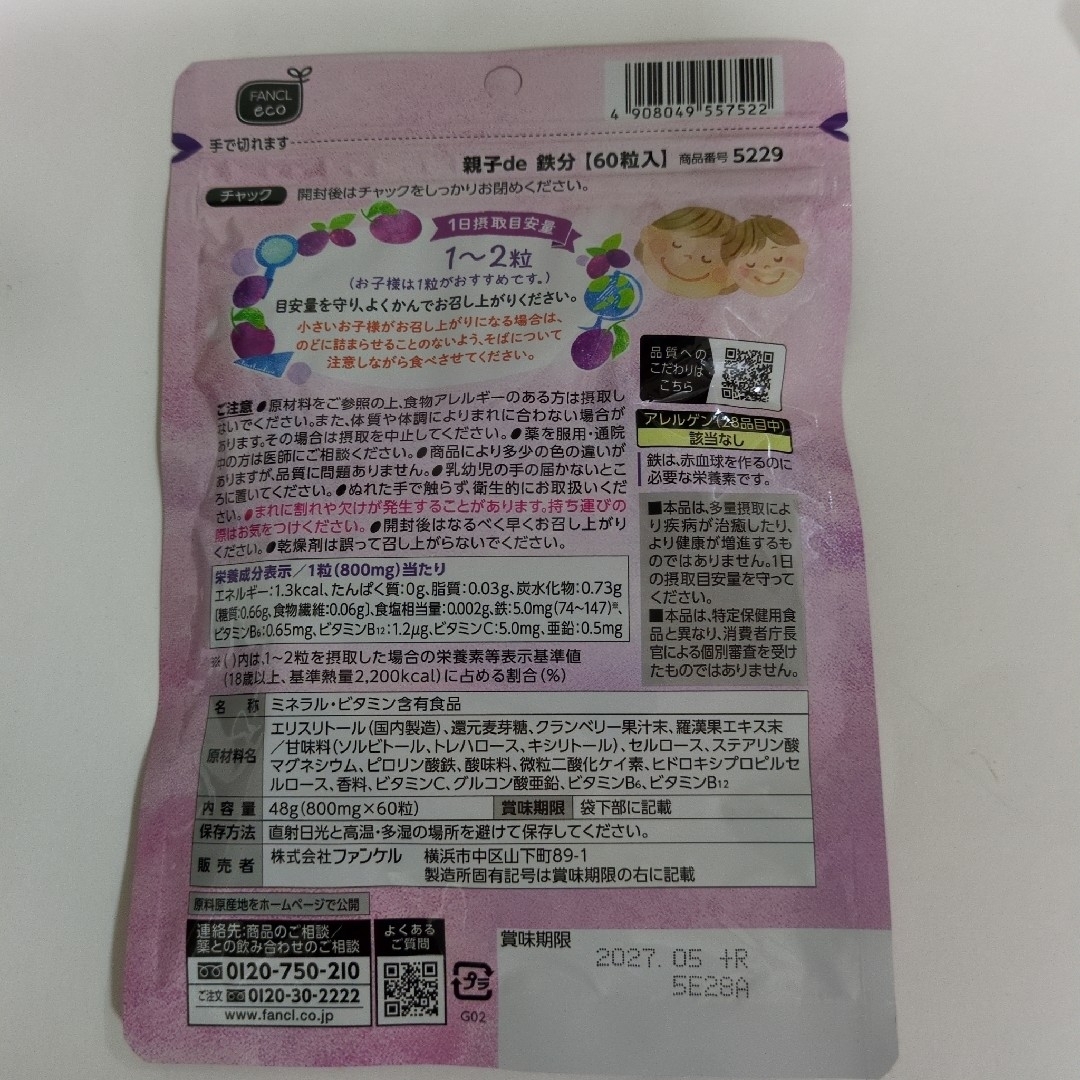 FANCL
eco
4 908049 557522
手で切れます
親子de 鉄分【60粒入】 商品番号 5229
チャック 開封後はチャックをしっかりお閉めください。
1日摂取目安量
1～2粒
(お子様は1粒がおすすめです。)
目安量を守り、よくかんでお召し上がりください。
小さいお子様がお召し上がりになる場合は、
のどに詰まらせることのないよう、そばについて
注意しながら食べさせてください。
品質への
こだわりは
こちら
アレルゲン(28品目中)
該当なし
鉄は、赤血球を作るのに
必要な栄養素です。
ご注意 ●原材料をご参照の上、食物アレルギーのある方は摂取し
ないでください。また、体質や体調によりまれに合わない場合が
あります。その場合は摂取を中止してください。●薬を服用・通院
中の方は医師にご相談ください。●商品により多少の色の違いが
ありますが、品質に問題ありません。●乳幼児の手の届かないとこ
ろに置いてください。●ぬれた手で触らず、衛生的にお取扱いくだ
さい。●まれに割れや欠けが発生することがあります。持ち運びの
際はお気をつけください。●開封後はなるべく早くお召し上がり
ください。●乾燥剤は誤って召し上がらないでください。
■本品は、多量摂取によ
り疾病が治癒したり、
より健康が増進するも
のではありません。1日
の摂取目安量を守って
ください。
■本品は、特定保健用食
品と異なり、消費者庁長
官による個別審査を受け
たものではありません。
栄養成分表示／1粒(800mg)当たり
エネルギー:1.3kcal、たんぱく質:0g、脂質:0.03g、炭水化物:0.73g
[糖質:0.66g、食物繊維:0.06g]、食塩相当量:0.002g、鉄:5.0mg(74～147)※、
ビタミンB6:0.65mg、ビタミンB12:1.2μg、ビタミンC:5.0mg、亜鉛:0.5mg
※( )内は、1～2粒を摂取した場合の栄養素等表示基準値
(18歳以上、基準熱量2,200kcal)に占める割合(%)
名 称 ミネラル・ビタミン含有食品
原材料名 エリスリトール(国内製造)、還元麦芽糖、クランベリー果汁末、羅漢果エキス末
／甘味料(ソルビトール、トレハロース、キシリトール)、セルロース、ステアリン酸
マグネシウム、ピロリン酸鉄、酸味料、微粒二酸化ケイ素、ヒドロキシプロピルセ
ルロース、香料、ビタミンC、グルコン酸亜鉛、ビタミンB6、ビタミンB12
内容量 48g(800mg×60粒) 賞味期限 袋下部に記載
保存方法 直射日光と高温・多湿の場所を避けて保存してください。
販売者 株式会社ファンケル 横浜市中区山下町89-1
製造所固有記号は賞味期限の右に記載
原料原産地をホームページで公開
連絡先:商品のご相談／
薬との飲み合わせのご相談
0120-750-210
ご注文 0120-30-2222
www.fancl.co.jp
よくある
ご質問
プラ
G02
賞味期限
2027. 05 +R
5E28A